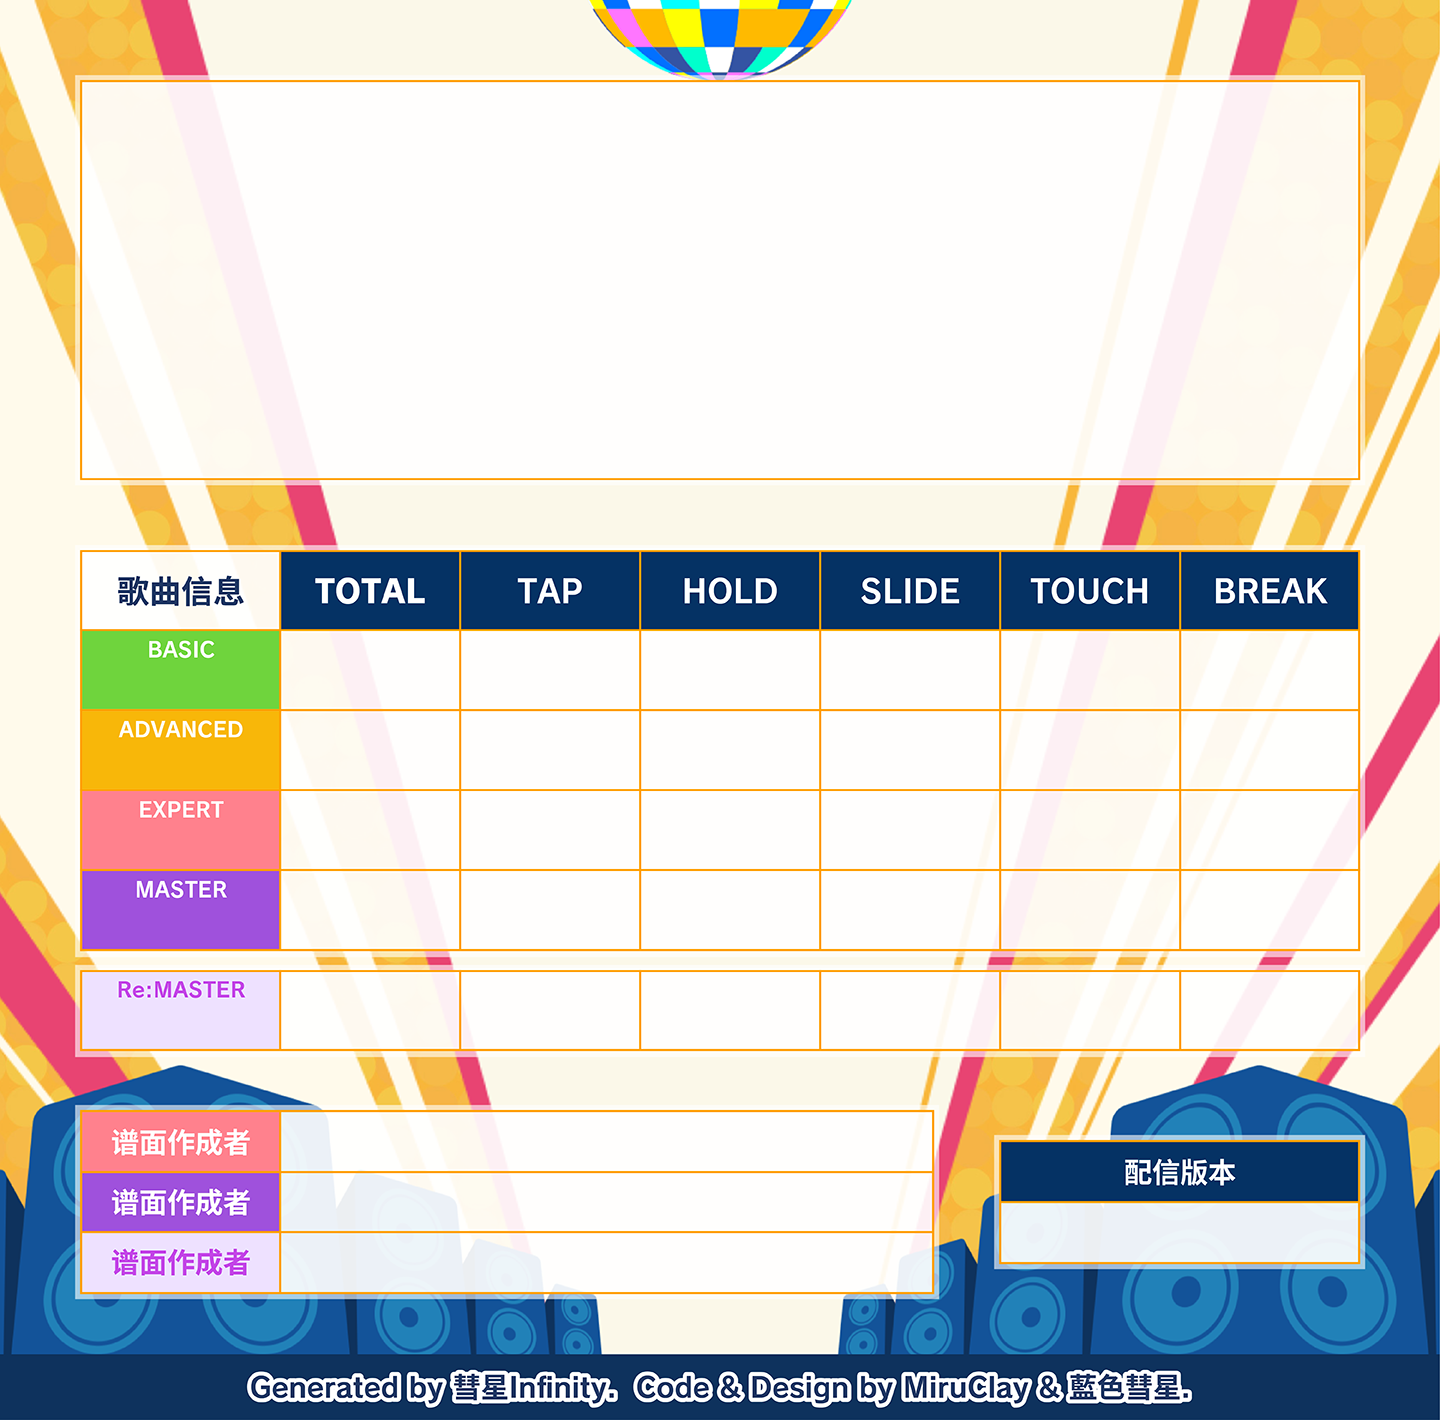 歌曲信息 TOTAL TAP HOLD SLIDE TOUCH BREAK
BASIC
ADVANCED
EXPERT
MASTER
Re:MASTER
谱面作成者
谱面作成者
谱面作成者
配信版本
Generated by 彗星Infinity. Code & Design by MiruClay & 藍色彗星.